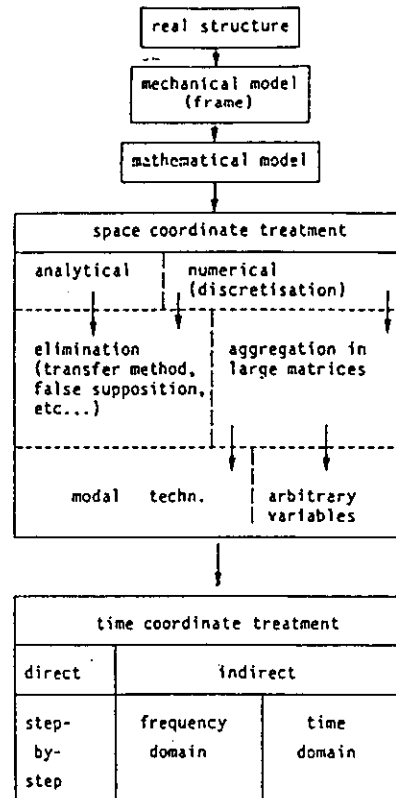 real structure
mechanical model
(frame)
mathematical model
space coordinate treatment
analytical
numerical
(discretisation)
elimination
(transfer method,
false supposition,
etc...)
aggregation in
large matrices
modal techn.
arbitrary
variables
time coordinate treatment
direct
indirect
step-
by-
step
frequency
domain
time
domain